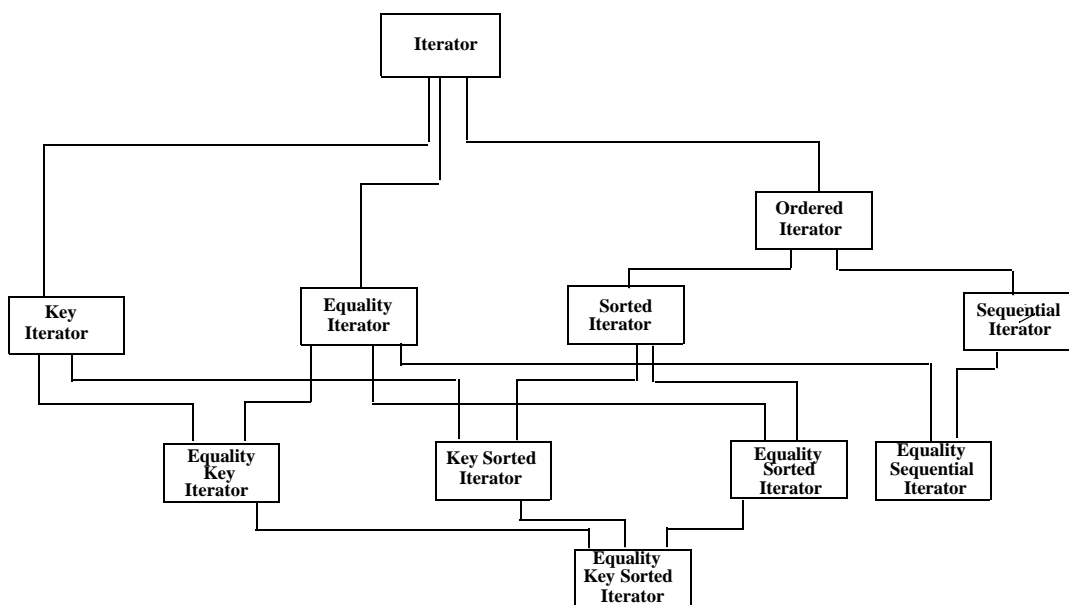 Iterator
Ordered
Iterator
Key
Iterator
Equality
Iterator
Sorted
Iterator
Sequential
Iterator
Equality
Key
Iterator
Key Sorted
Iterator
Equality
Sorted
Iterator
Equality
Sequential
Iterator
Equality
Key Sorted
Iterator